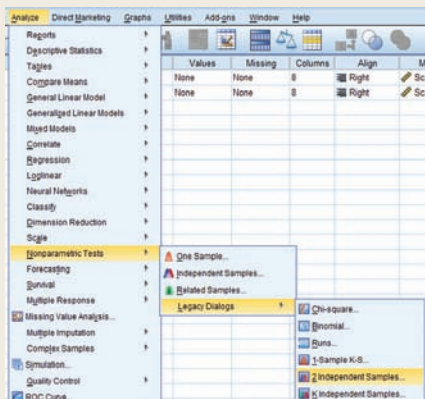 Analyze Direct Marketing Graphs Utilities Add-ons Window Help
Values Missing Columns Align M
None None 8 Right Sc
None None 8 Right Sc
Reports
Descriptive Statistics
Tables
Compare Means
General Linear Model
Generalized Linear Models
Mixed Models
Correlate
Regression
Loglinear
Neural Networks
Classify
Dimension Reduction
Scale
Nonparametric Tests
Forecasting
Survival
Multiple Response
Missing Value Analysis...
Multiple Imputation
Complex Samples
Simulation...
Quality Control
ROC Curve...
One Sample...
Independent Samples...
Related Samples...
Legacy Dialogs
Chi-square...
Binomial...
Runs...
1-Sample K-S...
2 Independent Samples...
K Independent Samples...